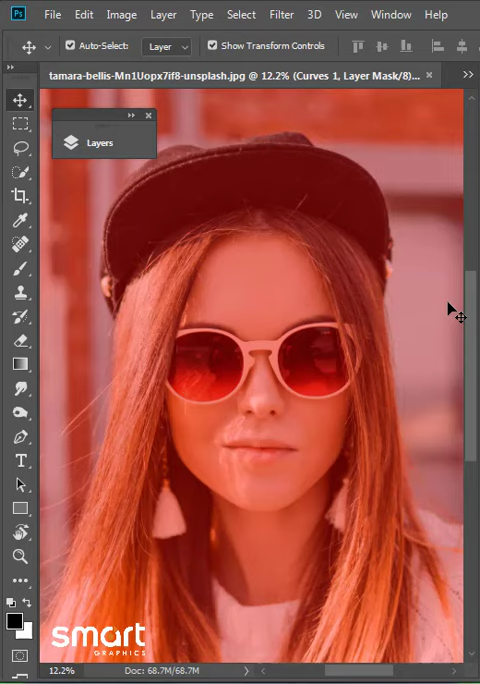 Ps File Edit Image Layer Type Select Filter 3D View Window Help
Auto-Select: Layer Show Transform Controls
tamara-bellis-Mn1Uopx7if8-unsplash.jpg @ 12.2% (Curves 1, Layer Mask/8)...
Layers
T
smart
GRAPHICS
12.2% Doc: 68.7M/68.7M